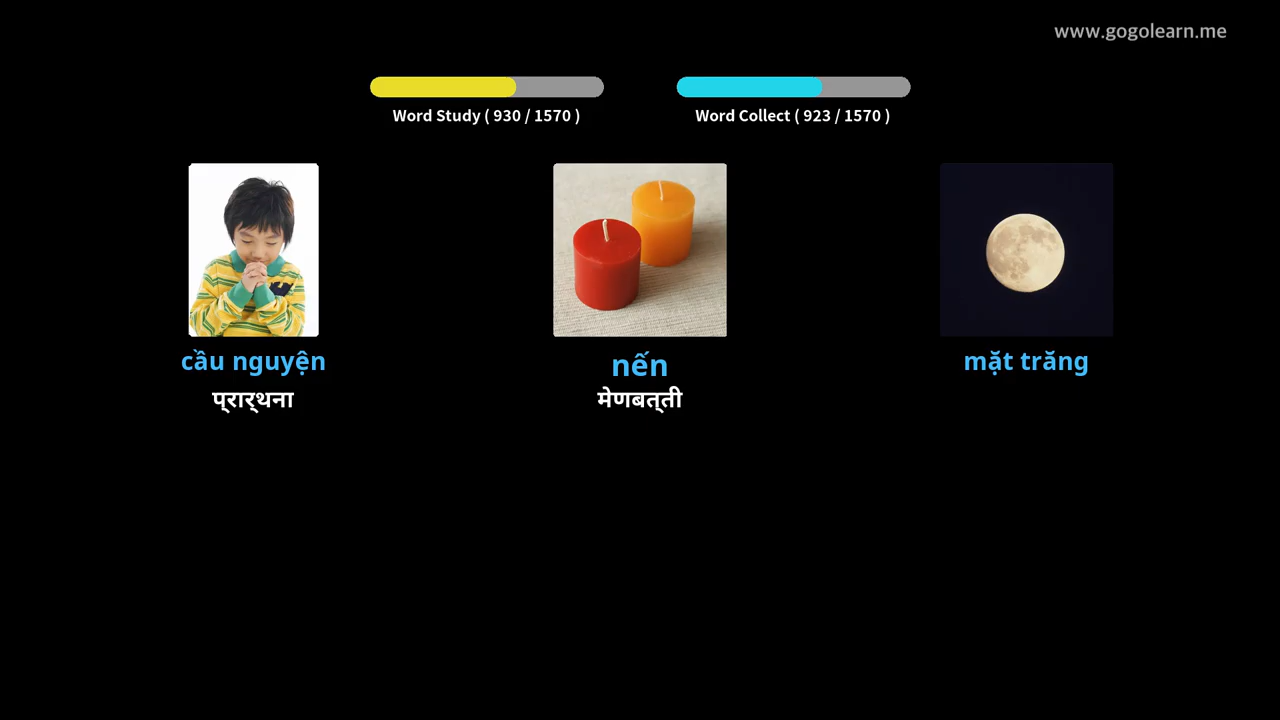 www.gogolearn.me
Word Study ( 930 / 1570 )
Word Collect ( 923 / 1570 )
cầu nguyện
nến
mặt trăng
प्रार्थना
मेणबत्ती